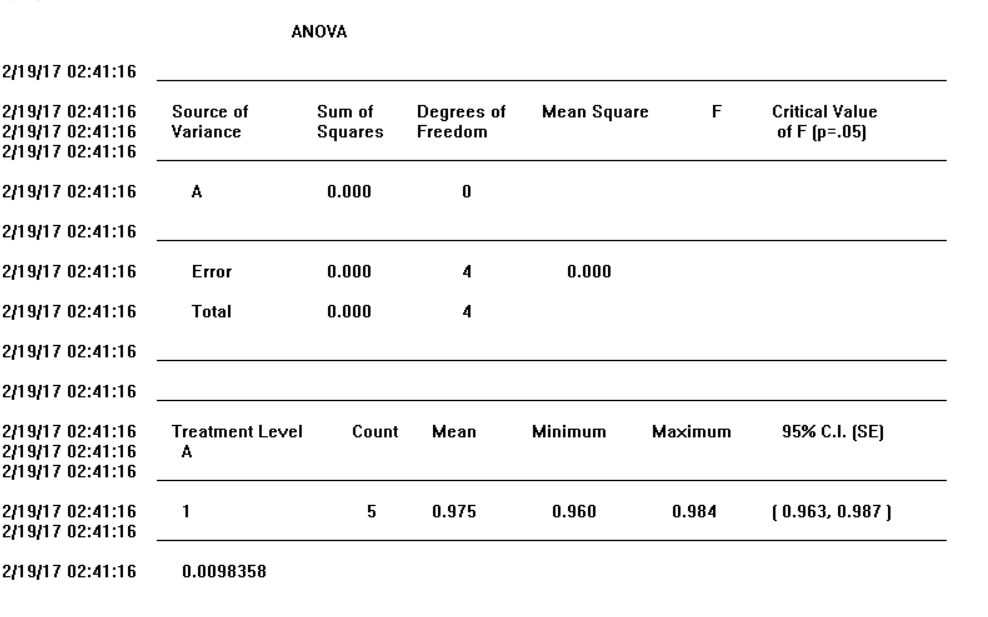 ANOVA
2/19/17 02:41:16
2/19/17 02:41:16 Source of Sum of Degrees of Mean Square F Critical Value
2/19/17 02:41:16 Variance Squares Freedom of F (p=.05)
2/19/17 02:41:16
2/19/17 02:41:16 A 0.000 0
2/19/17 02:41:16
2/19/17 02:41:16 Error 0.000 4 0.000
2/19/17 02:41:16 Total 0.000 4
2/19/17 02:41:16
2/19/17 02:41:16
2/19/17 02:41:16 Treatment Level Count Mean Minimum Maximum 95% C.I. (SE)
2/19/17 02:41:16 A
2/19/17 02:41:16
2/19/17 02:41:16 1 5 0.975 0.960 0.984 ( 0.963, 0.987 )
2/19/17 02:41:16
2/19/17 02:41:16 0.0098358